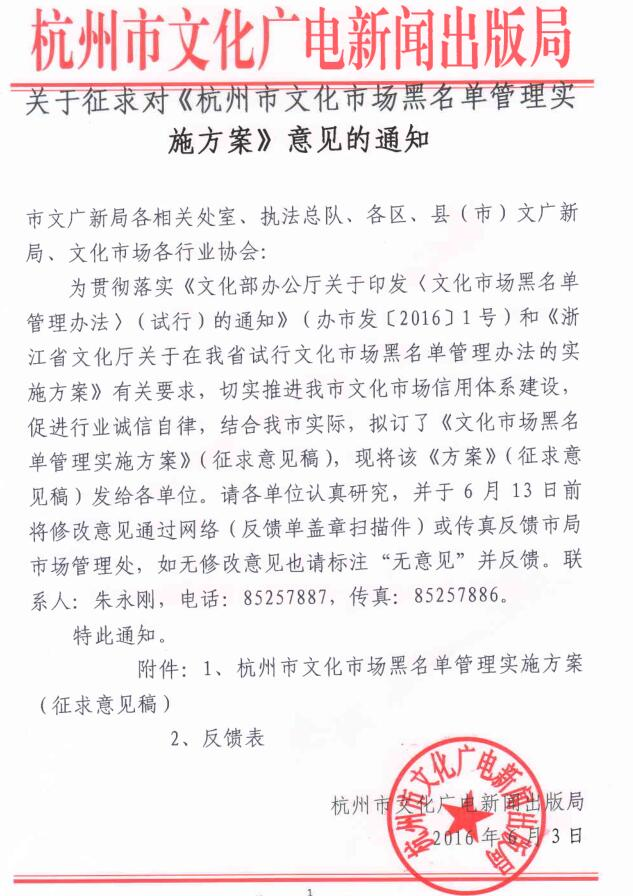 杭州市文化广电新闻出版局
关于征求对《杭州市文化市场黑名单管理实
施方案》意见的通知
市文广新局各相关处室、执法总队、各区、县（市）文广新
局、文化市场各行业协会：
为贯彻落实《文化部办公厅关于印发〈文化市场黑名单
管理办法〉（试行）的通知》（办市发〔2016〕1号）和《浙
江省文化厅关于在我省试行文化市场黑名单管理办法的实
施方案》有关要求，切实推进我市文化市场信用体系建设，
促进行业诚信自律，结合我市实际，拟订了《文化市场黑名
单管理实施方案》（征求意见稿），现将该《方案》（征求意
见稿）发给各单位。请各单位认真研究，并于6月13日前
将修改意见通过网络（反馈单盖章扫描件）或传真反馈市局
市场管理处，如无修改意见也请标注“无意见”并反馈。联
系人：朱永刚，电话：85257887，传真：85257886。
特此通知。
附件：1、杭州市文化市场黑名单管理实施方案
（征求意见稿）
2、反馈表
杭州市文化广电新闻出版局
2016年6月3日
杭州市文化广电新闻出版局
1